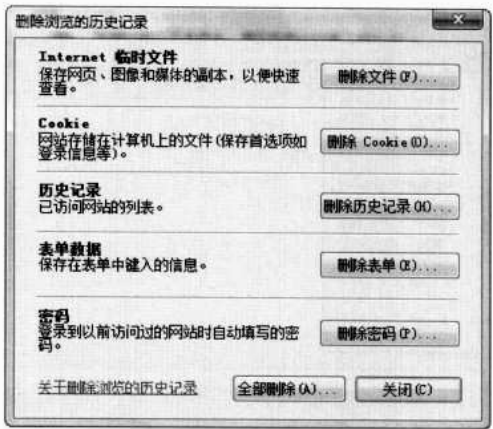 删除浏览的历史记录
Internet 临时文件
保存网页、图像和媒体的副本，以便快速查看。
删除文件(F)...
Cookie
网站存储在计算机上的文件(保存首选项如登录信息等)。
删除 Cookie(O)...
历史记录
已访问网站的列表。
删除历史记录(H)...
表单数据
保存在表单中键入的信息。
删除表单(E)...
密码
登录到以前访问过的网站时自动填写的密码。
删除密码(P)...
关于删除浏览的历史记录
全部删除(A)...
关闭(C)